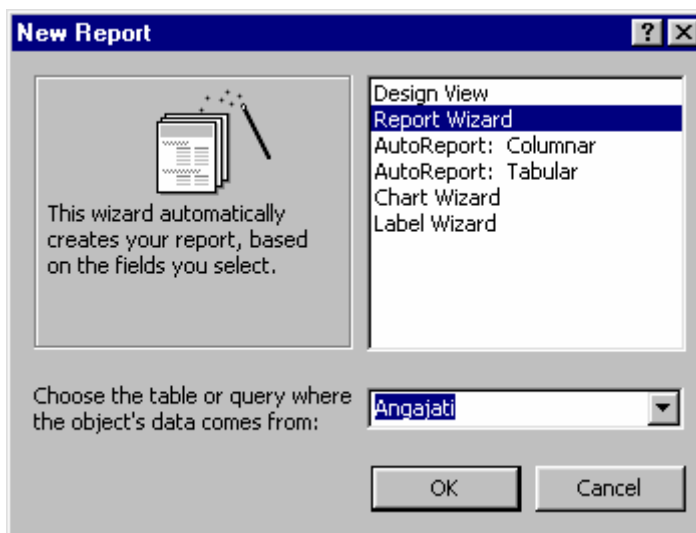 New Report
Design View
Report Wizard
AutoReport: Columnar
AutoReport: Tabular
Chart Wizard
Label Wizard
This wizard automatically
creates your report, based
on the fields you select.
Choose the table or query where
the object's data comes from:
Angajati
OK
Cancel